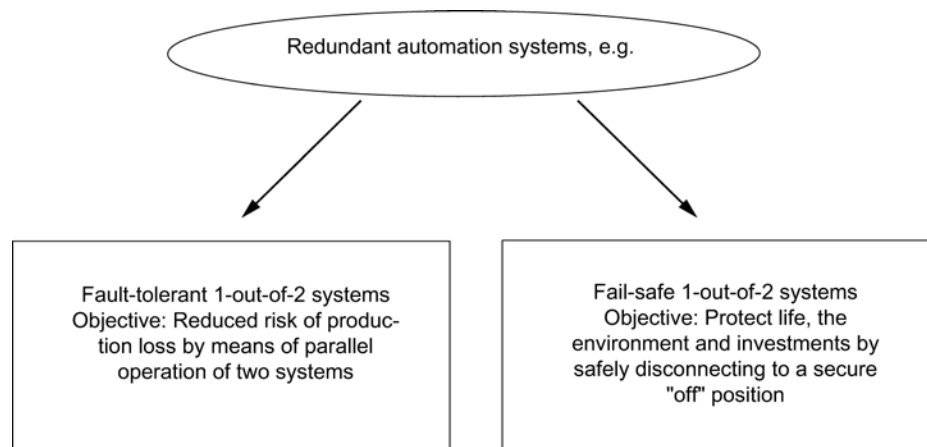 Redundant automation systems, e.g.
Fault-tolerant 1-out-of-2 systems
Objective: Reduced risk of produc-
tion loss by means of parallel
operation of two systems
Fail-safe 1-out-of-2 systems
Objective: Protect life, the
environment and investments by
safely disconnecting to a secure
"off" position